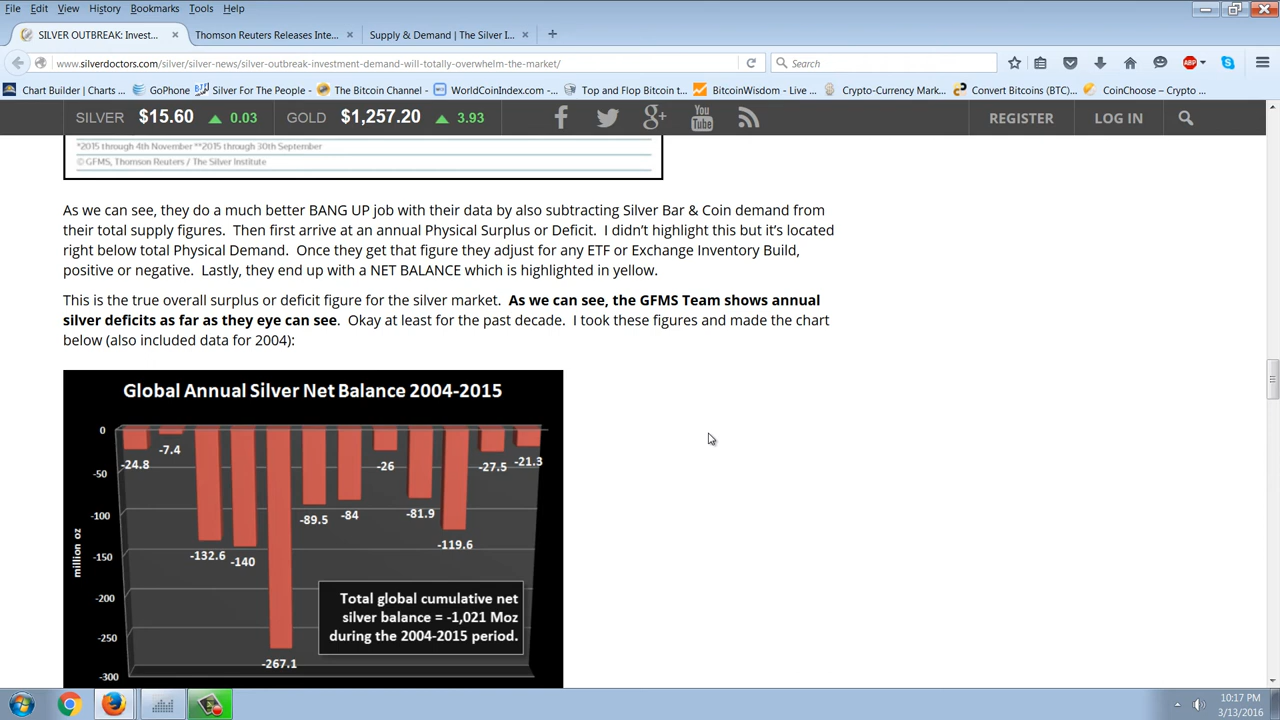 File Edit View History Bookmarks Tools Help
SILVER OUTBREAK: Invest... × Thomson Reuters Releases Inte... × Supply & Demand | The Silver I... × +
www.silverdoctors.com/silver/silver-news/silver-outbreak-investment-demand-will-totally-overwhelm-the-market/ Search
Chart Builder | Charts ... GoPhone Silver For The People - The Bitcoin Channel - WorldCoinIndex.com -... Top and Flop Bitcoin t... BitcoinWisdom - Live ... Crypto-Currency Mark... Convert Bitcoins (BTC)... CoinChoose – Crypto ...
SILVER $15.60 0.03 GOLD $1,257.20 3.93 You Tube REGISTER LOG IN
*2015 through 4th November **2015 through 30th September
© GFMS, Thomson Reuters / The Silver Institute
As we can see, they do a much better BANG UP job with their data by also subtracting Silver Bar & Coin demand from
their total supply figures. Then first arrive at an annual Physical Surplus or Deficit. I didn't highlight this but it's located
right below total Physical Demand. Once they get that figure they adjust for any ETF or Exchange Inventory Build,
positive or negative. Lastly, they end up with a NET BALANCE which is highlighted in yellow.
This is the true overall surplus or deficit figure for the silver market. As we can see, the GFMS Team shows annual
silver deficits as far as they eye can see. Okay at least for the past decade. I took these figures and made the chart
below (also included data for 2004):
Global Annual Silver Net Balance 2004-2015
0
-50
-100
-150
-200
-250
-300
million oz
-24.8
-7.4
-132.6
-140
-267.1
-89.5
-84
-26
-81.9
-119.6
-27.5
-21.3
Total global cumulative net
silver balance = -1,021 Moz
during the 2004-2015 period.
10:17 PM
3/13/2016